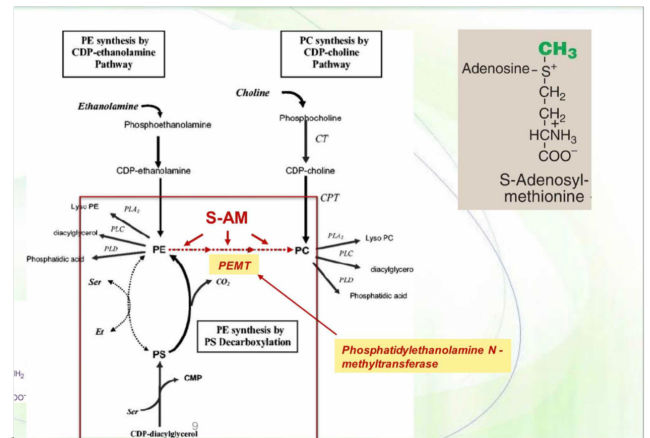 PE synthesis by
CDP-ethanolamine
Pathway
PC synthesis by
CDP-choline
Pathway
CH3
Adenosine – S+
CH2
CH2
+
HCNH3
COO–
S-Adenosyl-
methionine
Ethanolamine
Choline
Phosphoethanolamine
Phosphocholine
CT
CDP-ethanolamine
CDP-choline
CPT
Lyso PE
PLA2
diacylglycerol
PLC
PLD
Phosphatidic acid
PE
S-AM
PEMT
PC
PLA2
Lyso PC
PLC
diacylglycero
PLD
Phosphatidic acid
Ser
CO2
Et
PE synthesis by
PS Decarboxylation
Phosphatidylethanolamine N -
methyltransferase
PS
H2
OO-
CMP
Ser
9
CDP-diacylglycerol